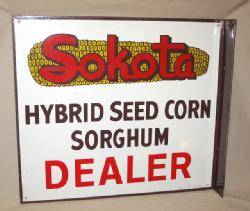 Sokota
HYBRID SEED CORN
SORGHUM
DEALER